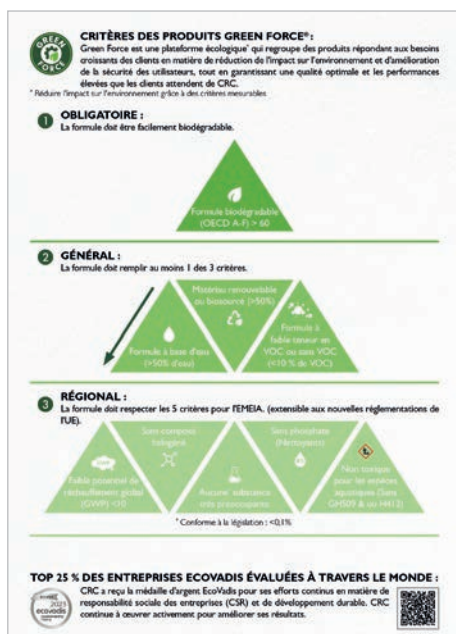 GREEN
FORCE
CRITÈRES DES PRODUITS GREEN FORCE* :
Green Force est une plateforme écologique* qui regroupe des produits répondant aux besoins
croissants des clients en matière de réduction de l'impact sur l'environnement et d'amélioration
de la sécurité des utilisateurs, tout en garantissant une qualité optimale et les performances
élevées que les clients attendent de CRC.
* Réduire l'impact sur l'environnement grâce à des critères mesurables
1 OBLIGATOIRE :
La formule doit être facilement biodégradable.
Formule biodégradable
(OECD A-F) > 60
2 GÉNÉRAL :
La formule doit remplir au moins 1 des 3 critères.
Formule à base d'eau
(>50% d'eau)
Matériau renouvelable
ou biosourcé (>50%)
Formule à
faible teneur en
VOC ou sans VOC
(<10 % de VOC)
3 RÉGIONAL :
La formule doit respecter les 5 critères pour l'EMEIA. (extensible aux nouvelles réglementations de
l'UE).
Faible potentiel de
réchauffement global
(GWP) <10
Sans composé
halogéné
Aucune* substance
très préoccupante
Sans phosphate
(Nettoyants)
Non toxique
pour les espèces
aquatiques (Sans
GHS09 & ou H413)
* Conforme à la législation : <0,1%
TOP 25 % DES ENTREPRISES ECOVADIS ÉVALUÉES À TRAVERS LE MONDE :
CRC a reçu la médaille d'argent EcoVadis pour ses efforts continus en matière de
responsabilité sociale des entreprises (CSR) et de développement durable. CRC
continue à œuvrer activement pour améliorer ses résultats.
2023
ecovadis